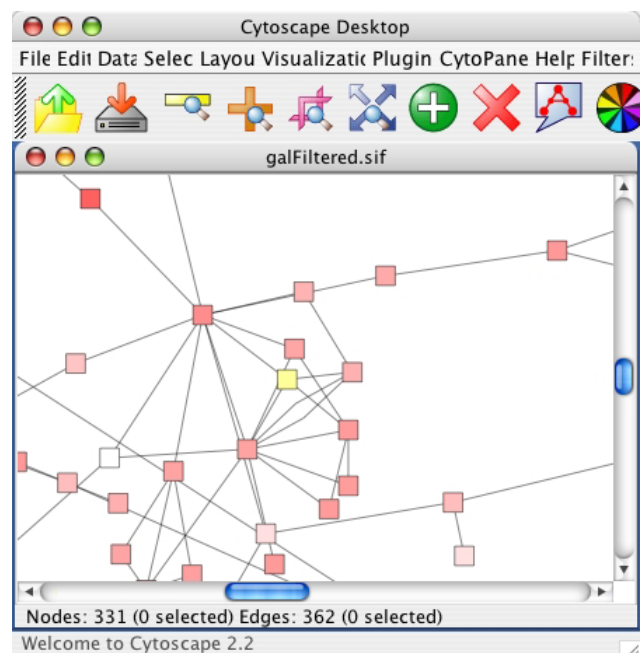 Cytoscape Desktop
File Edit Data Selec Layou Visualizatic Plugin CytoPane Help Filter:
galFiltered.sif
Nodes: 331 (0 selected) Edges: 362 (0 selected)
Welcome to Cytoscape 2.2